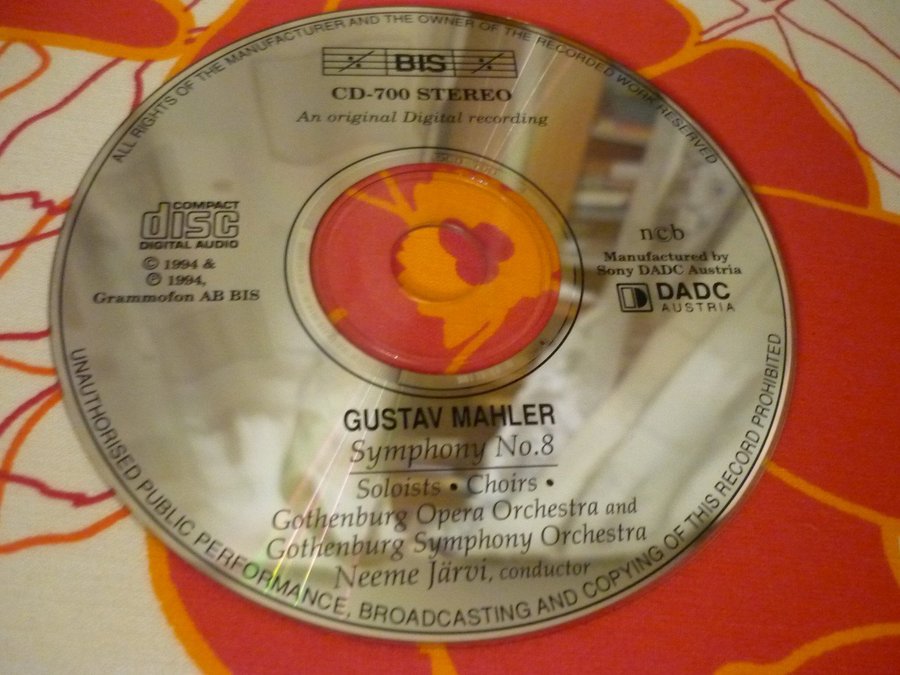 ALL RIGHTS OF THE MANUFACTURER AND THE OWNER OF THE RECORDED WORK RESERVED
BIS
CD-700 STEREO
An original Digital recording
COMPACT
disc
DIGITAL AUDIO
© 1994 &
℗ 1994,
Grammofon AB BIS
ncb
Manufactured by
Sony DADC Austria
DADC
AUSTRIA
GUSTAV MAHLER
Symphony No.8
Soloists • Choirs •
Gothenburg Opera Orchestra and
Gothenburg Symphony Orchestra
Neeme Järvi, conductor
UNAUTHORISED PUBLIC PERFORMANCE, BROADCASTING AND COPYING OF THIS RECORD PROHIBITED